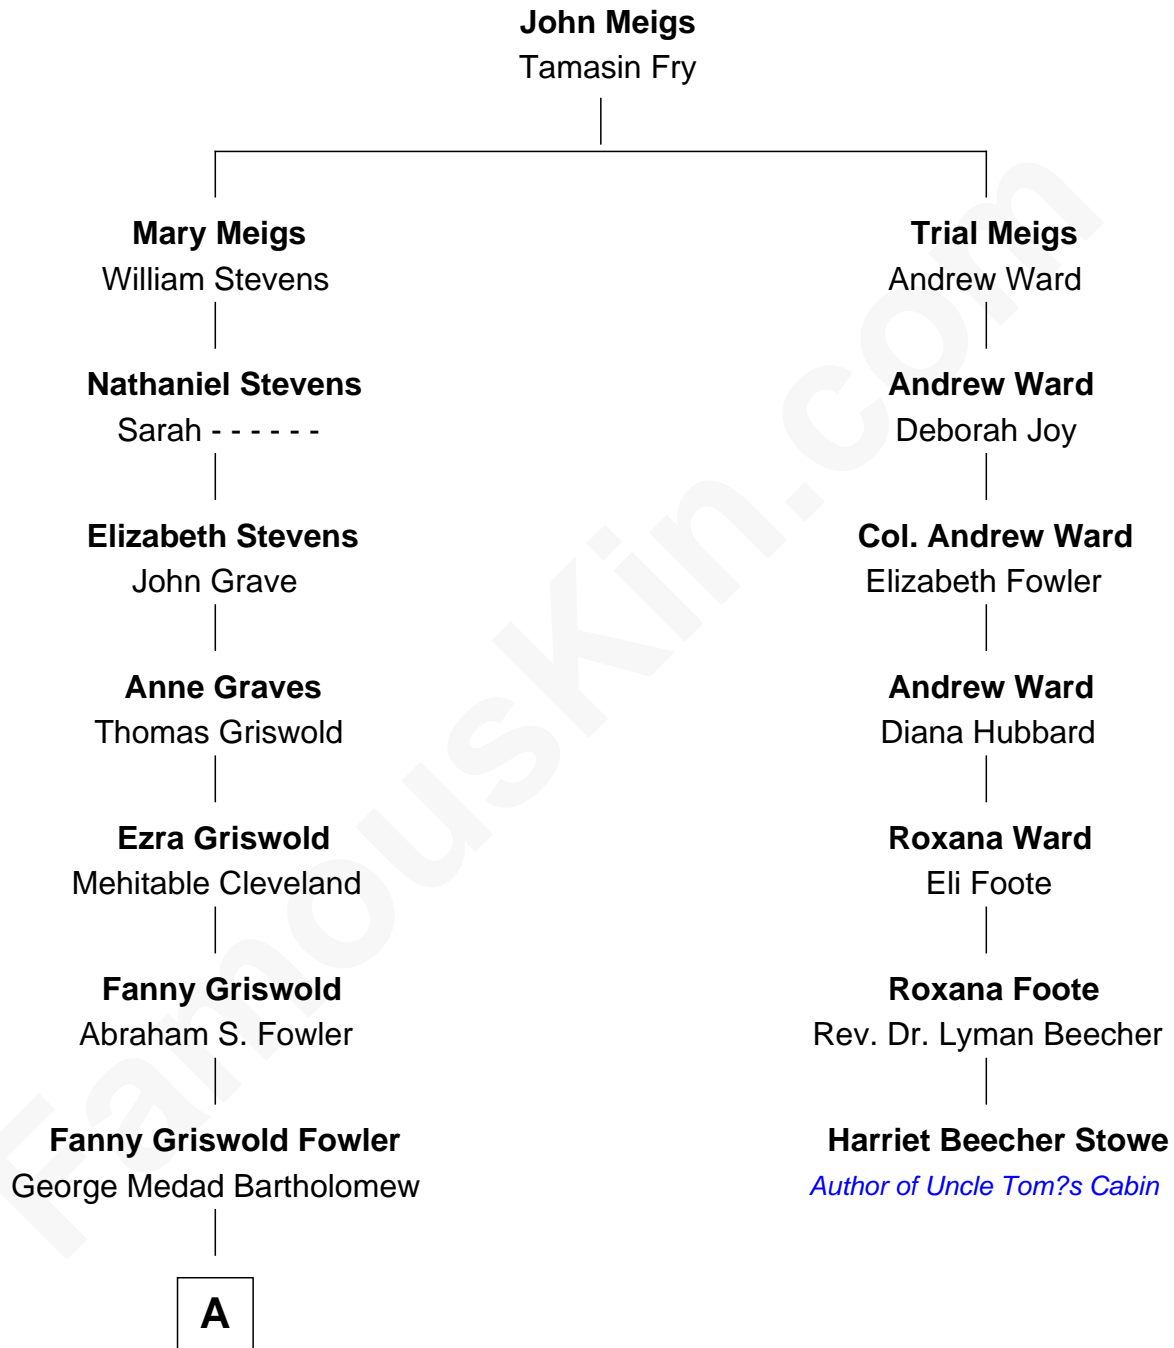 John Meigs
Tamasin Fry
Mary Meigs
William Stevens
Trial Meigs
Andrew Ward
Nathaniel Stevens
Sarah - - - - - -
Andrew Ward
Deborah Joy
Elizabeth Stevens
John Grave
Col. Andrew Ward
Elizabeth Fowler
Anne Graves
Thomas Griswold
Andrew Ward
Diana Hubbard
Ezra Griswold
Mehitable Cleveland
Roxana Ward
Eli Foote
Fanny Griswold
Abraham S. Fowler
Roxana Foote
Rev. Dr. Lyman Beecher
Fanny Griswold Fowler
George Medad Bartholomew
Harriet Beecher Stowe
Author of Uncle Tom?s Cabin
A
FamousKin.com